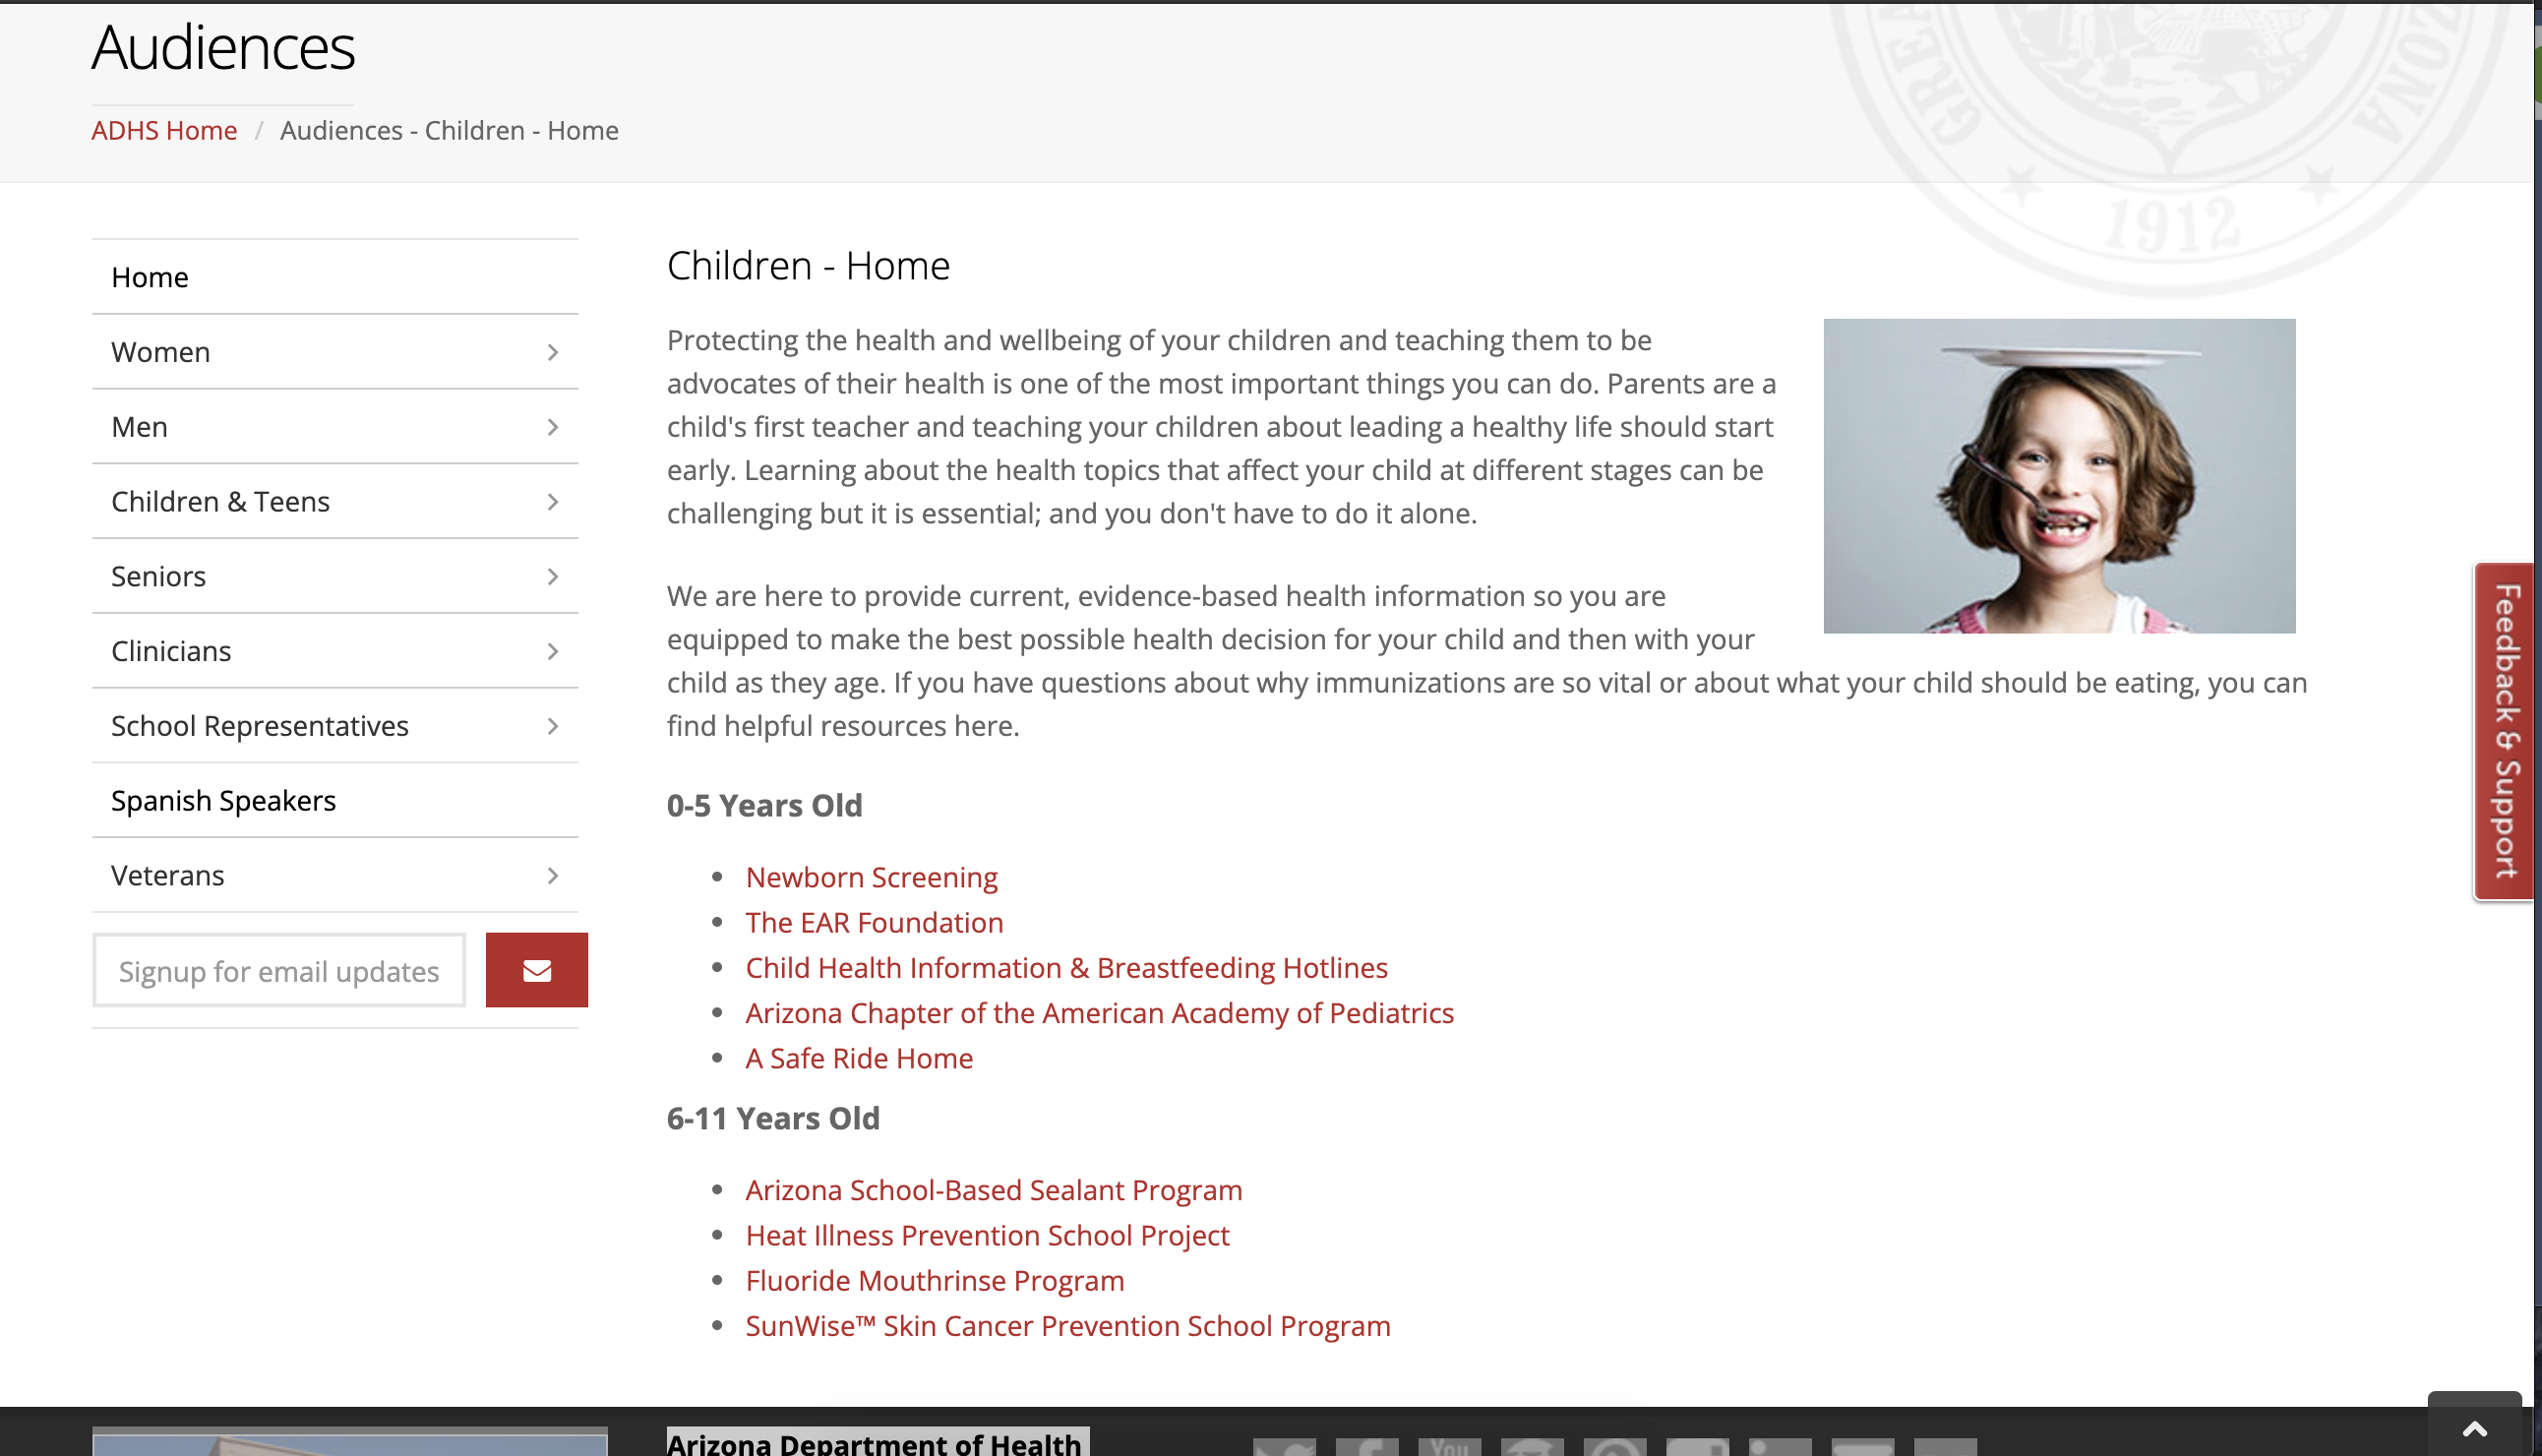 Audiences
ADHS Home / Audiences - Children - Home
GREA
ZONA
1912
Home
Women
Men
Children & Teens
Seniors
Clinicians
School Representatives
Spanish Speakers
Veterans
Signup for email updates
Children - Home
Protecting the health and wellbeing of your children and teaching them to be
advocates of their health is one of the most important things you can do. Parents are a
child's first teacher and teaching your children about leading a healthy life should start
early. Learning about the health topics that affect your child at different stages can be
challenging but it is essential; and you don't have to do it alone.
We are here to provide current, evidence-based health information so you are
equipped to make the best possible health decision for your child and then with your
child as they age. If you have questions about why immunizations are so vital or about what your child should be eating, you can
find helpful resources here.
0-5 Years Old
Newborn Screening
The EAR Foundation
Child Health Information & Breastfeeding Hotlines
Arizona Chapter of the American Academy of Pediatrics
A Safe Ride Home
6-11 Years Old
Arizona School-Based Sealant Program
Heat Illness Prevention School Project
Fluoride Mouthrinse Program
SunWise™ Skin Cancer Prevention School Program
Feedback & Support
Arizona Department of Health
You